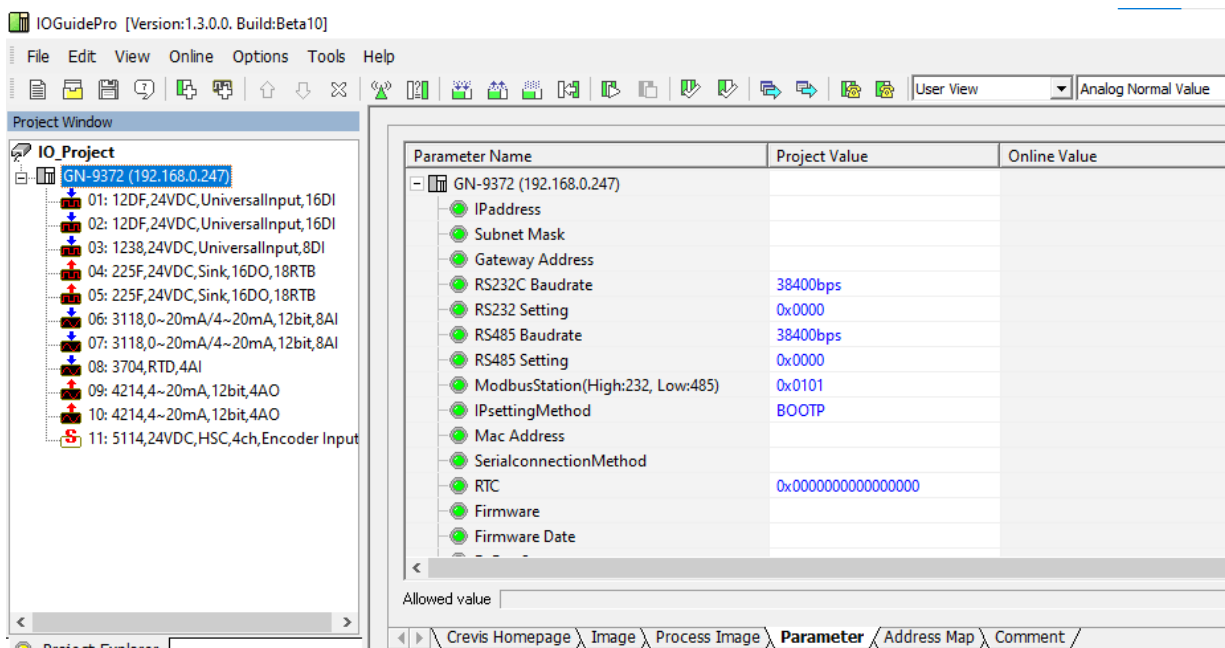 IOGuidePro [Version:1.3.0.0. Build:Beta10]
File Edit View Online Options Tools Help
User View
Analog Normal Value
Project Window
IO_Project
GN-9372 (192.168.0.247)
01: 12DF,24VDC,UniversalInput,16DI
02: 12DF,24VDC,UniversalInput,16DI
03: 1238,24VDC,UniversalInput,8DI
04: 225F,24VDC,Sink,16DO,18RTB
05: 225F,24VDC,Sink,16DO,18RTB
06: 3118,0~20mA/4~20mA,12bit,8AI
07: 3118,0~20mA/4~20mA,12bit,8AI
08: 3704,RTD,4AI
09: 4214,4~20mA,12bit,4AO
10: 4214,4~20mA,12bit,4AO
11: 5114,24VDC,HSC,4ch,Encoder Input
Project Explorer
Parameter Name Project Value Online Value
GN-9372 (192.168.0.247)
IPaddress
Subnet Mask
Gateway Address
RS232C Baudrate 38400bps
RS232 Setting 0x0000
RS485 Baudrate 38400bps
RS485 Setting 0x0000
ModbusStation(High:232, Low:485) 0x0101
IPsettingMethod BOOTP
Mac Address
SerialconnectionMethod
RTC 0x0000000000000000
Firmware
Firmware Date
Allowed value
Crevis Homepage Image Process Image Parameter Address Map Comment